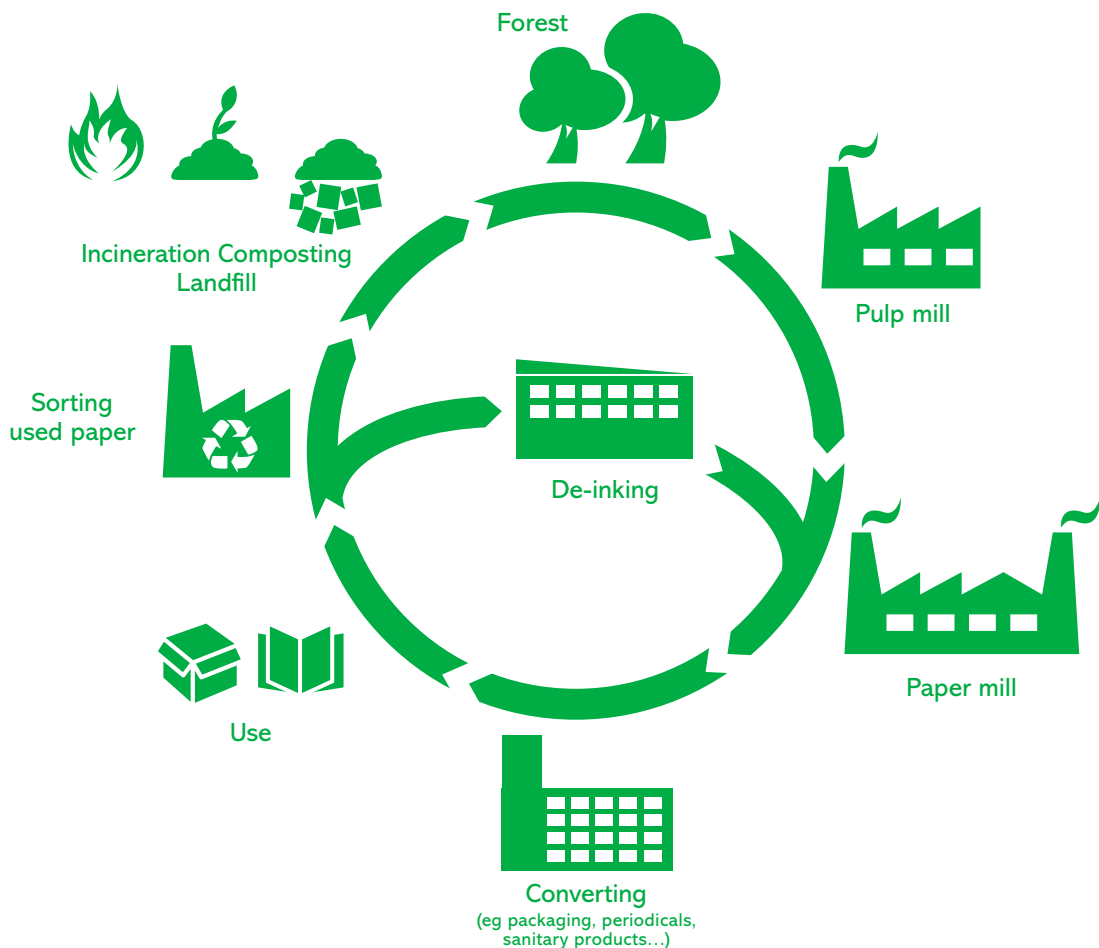 Forest
Incineration Composting
Landfill
Pulp mill
Sorting
used paper
De-inking
Paper mill
Use
Converting
(eg packaging, periodicals,
sanitary products...)